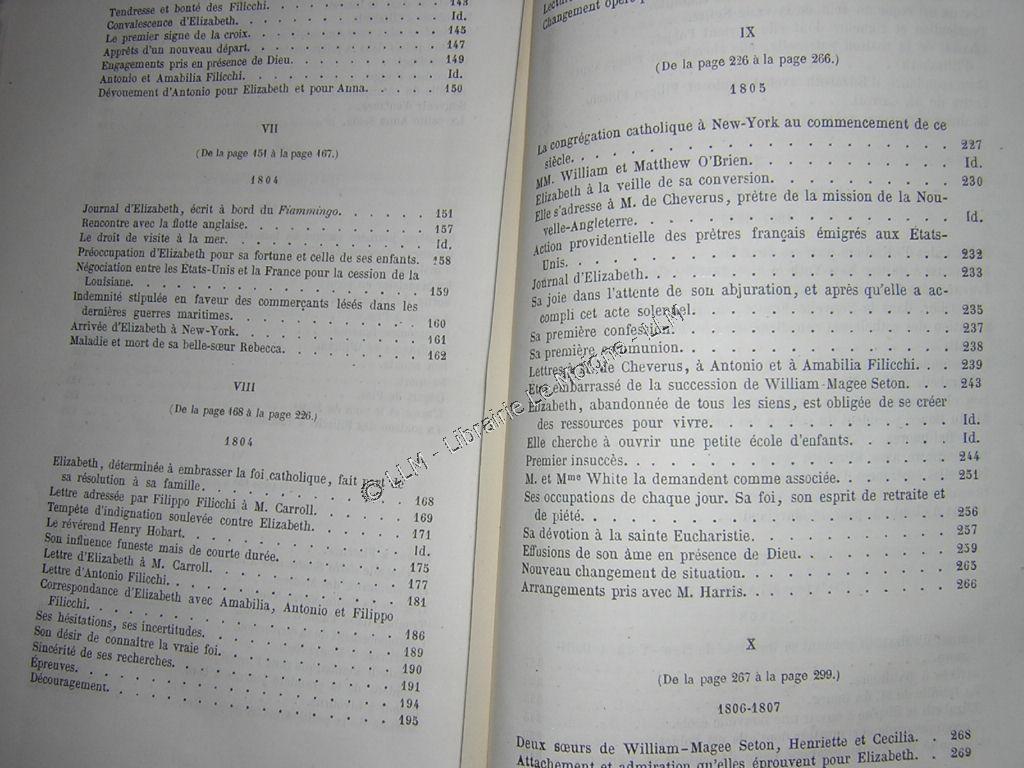 Tendresse et bonté des Filicchi. . . . . . . . . . 143
Convalescence d'Elizabeth. . . . . . . . . . . Id.
Le premier signe de la croix. . . . . . . . . . 145
Apprêts d'un nouveau départ. . . . . . . . . . 147
Engagements pris en présence de Dieu. . . . . . . . 149
Antonio et Amabilia Filicchi. . . . . . . . . . Id.
Dévouement d'Antonio pour Elizabeth et pour Anna. . . . . 150
VII
(De la page 151 à la page 167.)
1804
Journal d'Elizabeth, écrit à bord du Fiammingo. . . . . . 151
Rencontre avec la flotte anglaise. . . . . . . . . . 157
Le droit de visite à la mer. . . . . . . . . . . Id.
Préoccupation d'Elizabeth pour sa fortune et celle de ses enfants. 158
Négociation entre les Etats-Unis et la France pour la cession de la
Louisiane. . . . . . . . . . . . . . . 159
Indemnité stipulée en faveur des commerçants lésés dans les
dernières guerres maritimes. . . . . . . . . . 160
Arrivée d'Elizabeth à New-York. . . . . . . . . . 161
Maladie et mort de sa belle-sœur Rebecca. . . . . . . . 162
VIII
(De la page 168 à la page 226.)
1804
Elizabeth, déterminée à embrasser la foi catholique, fait
sa résolution à sa famille. . . . . . . . . . . 168
Lettre adressée par Filippo Filicchi à M. Carroll. . . . . . 169
Tempête d'indignation soulevée contre Elizabeth. . . . . . 171
Le révérend Henry Hobart. . . . . . . . . . . Id.
Son influence funeste mais de courte durée. . . . . . . . 175
Lettre d'Elizabeth à M. Carroll. . . . . . . . . . 177
Lettre d'Antonio Filicchi. . . . . . . . . . . . 181
Correspondance d'Elizabeth avec Amabilia, Antonio et Filippo
Filicchi. . . . . . . . . . . . . . . 186
Ses hésitations, ses incertitudes. . . . . . . . . . 189
Son désir de connaître la vraie foi. . . . . . . . . . 190
Sincérité de ses recherches. . . . . . . . . . . 191
Épreuves. . . . . . . . . . . . . . . 194
Découragement. . . . . . . . . . . . . . 195
Changement opéré
IX
(De la page 226 à la page 266.)
1805
La congrégation catholique à New-York au commencement de ce
siècle. . . . . . . . . . . . . . . 227
MM. William et Matthew O'Brien. . . . . . . . . . Id.
Elizabeth à la veille de sa conversion. . . . . . . . . 230
Elle s'adresse à M. de Cheverus, prêtre de la mission de la Nou-
velle-Angleterre. . . . . . . . . . . . . Id.
Action providentielle des prêtres français émigrés aux États-
Unis. . . . . . . . . . . . . . . . 232
Journal d'Elizabeth. . . . . . . . . . . . . 233
Sa joie dans l'attente de son abjuration, et après qu'elle a ac-
compli cet acte solennel. . . . . . . . . . . 235
Sa première confession. . . . . . . . . . . . 237
Sa première communion. . . . . . . . . . . . 238
Lettres à M. de Cheverus, à Antonio et à Amabilia Filicchi. . . 239
Etat embarrassé de la succession de William-Magee Seton. . . 243
Elizabeth, abandonnée de tous les siens, est obligée de se créer
des ressources pour vivre. . . . . . . . . . . Id.
Elle cherche à ouvrir une petite école d'enfants. . . . . . Id.
Premier insuccès. . . . . . . . . . . . . 244
M. et Mme White la demandent comme associée. . . . . . 251
Ses occupations de chaque jour. Sa foi, son esprit de retraite et
de piété. . . . . . . . . . . . . . . 256
Sa dévotion à la sainte Eucharistie. . . . . . . . . . 257
Effusions de son âme en présence de Dieu. . . . . . . . 259
Nouveau changement de situation. . . . . . . . . . 265
Arrangements pris avec M. Harris. . . . . . . . . . 266
X
(De la page 267 à la page 299.)
1806-1807
Deux sœurs de William-Magee Seton, Henriette et Cecilia. . 268
Attachement et admiration qu'elles éprouvent pour Elizabeth. . 269
© LLM - Librairie Le Moigne - LLM